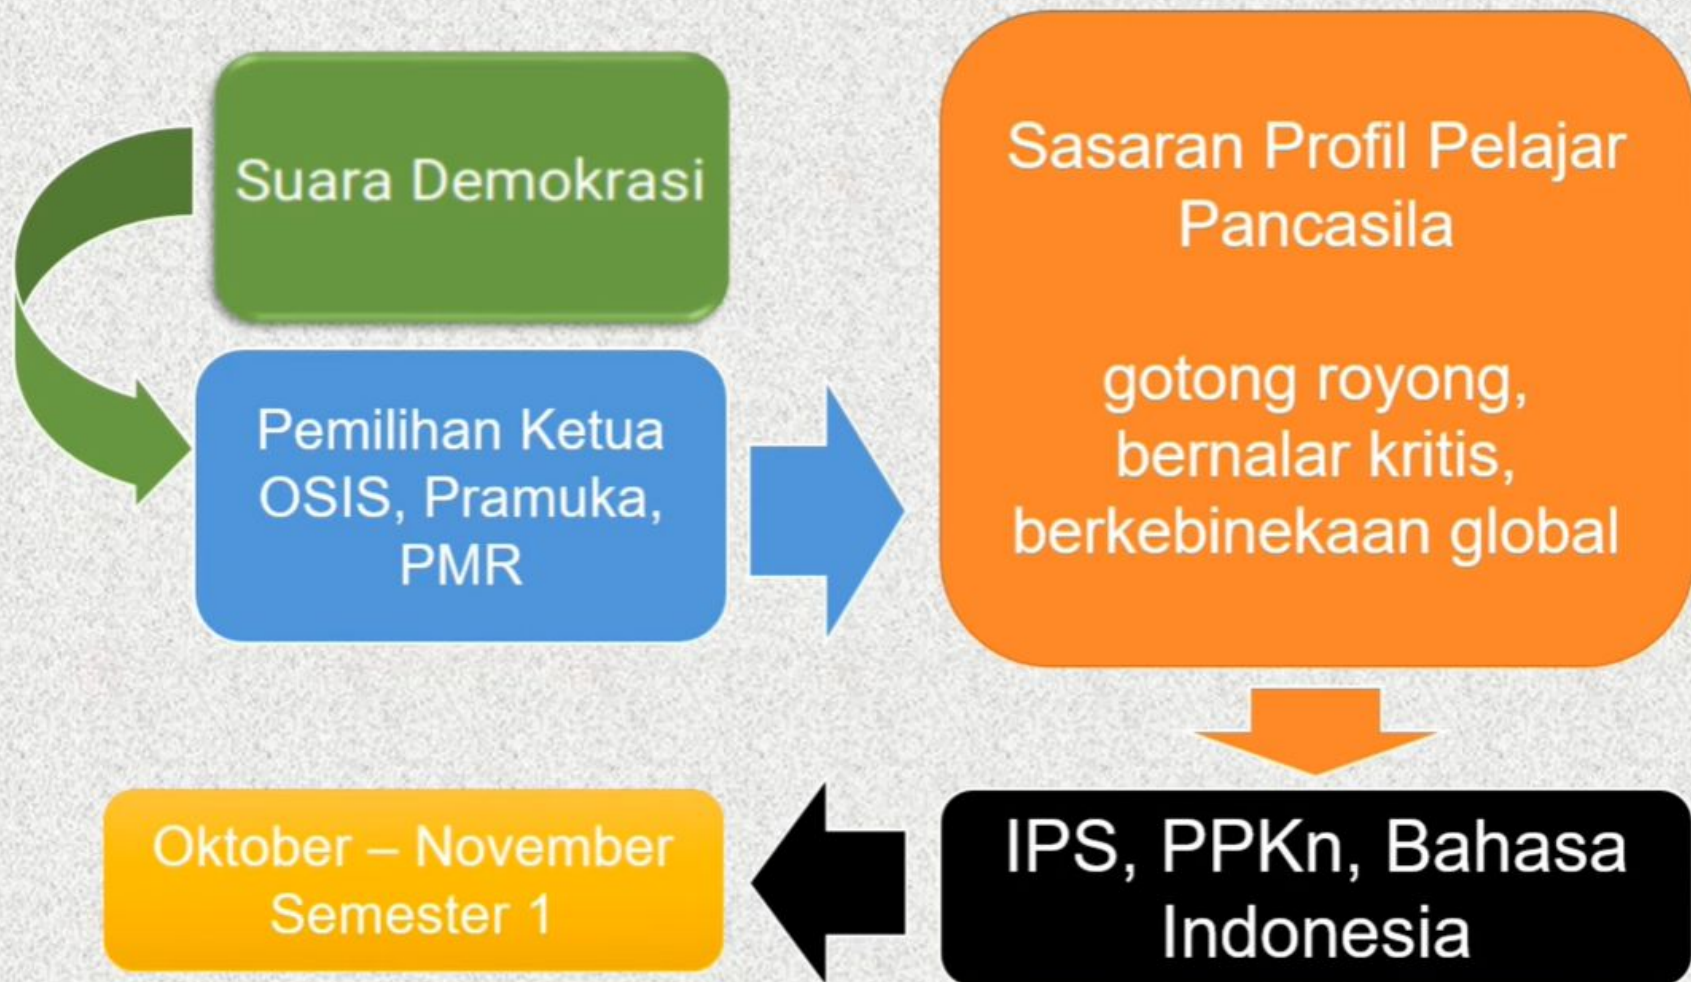 Suara Demokrasi
Pemilihan Ketua
OSIS, Pramuka,
PMR
Sasaran Profil Pelajar
Pancasila
gotong royong,
bernalar kritis,
berkebinekaan global
IPS, PPKn, Bahasa
Indonesia
Oktober – November
Semester 1